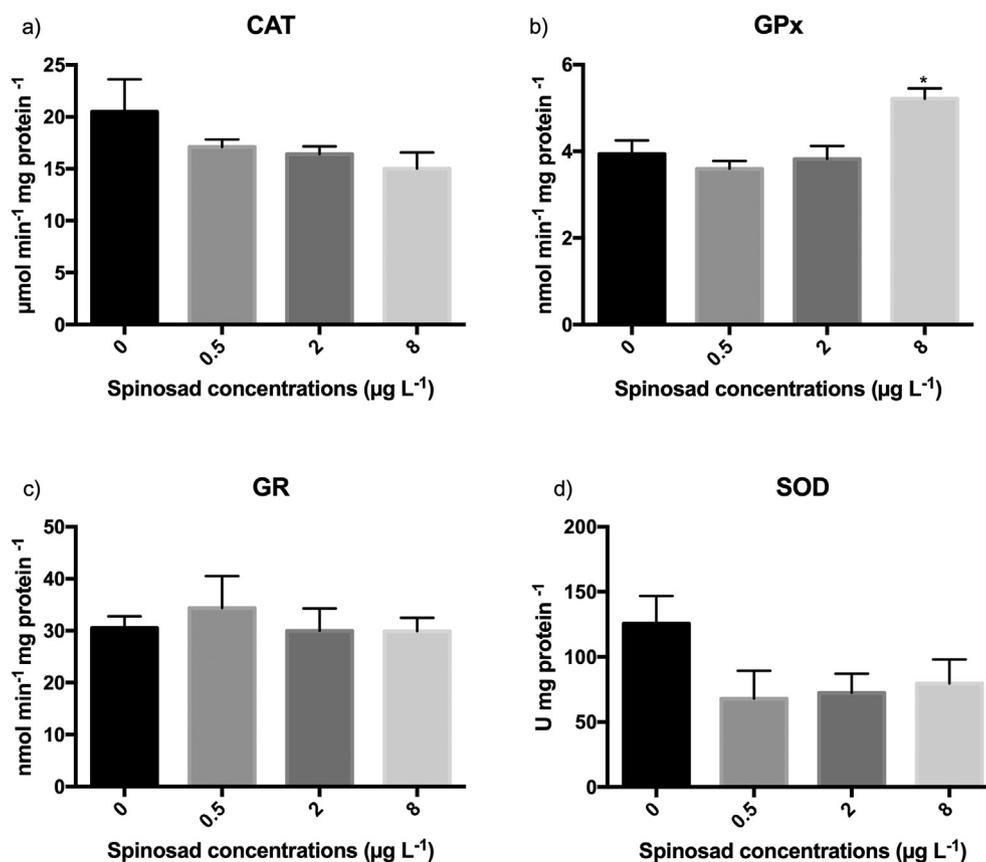 a)
CAT
µmol min⁻¹ mg protein ⁻¹
25
20
15
10
5
0
0 0.5 2 8
Spinosad concentrations (µg L⁻¹)
b)
GPx
nmol min⁻¹ mg protein ⁻¹
6
4
2
0
*
0 0.5 2 8
Spinosad concentrations (µg L⁻¹)
c)
GR
nmol min⁻¹ mg protein ⁻¹
50
40
30
20
10
0
0 0.5 2 8
Spinosad concentrations (µg L⁻¹)
d)
SOD
U mg protein ⁻¹
200
150
100
50
0
0 0.5 2 8
Spinosad concentrations (µg L⁻¹)